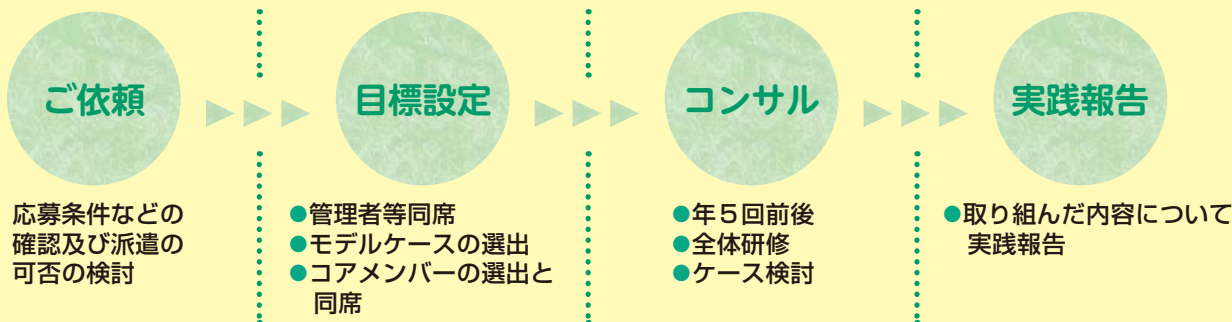 ご依頼
応募条件などの
確認及び派遣の
可否の検討
目標設定
●管理者等同席
●モデルケースの選出
●コアメンバーの選出と
同席
コンサル
●年５回前後
●全体研修
●ケース検討
実践報告
●取り組んだ内容について
実践報告